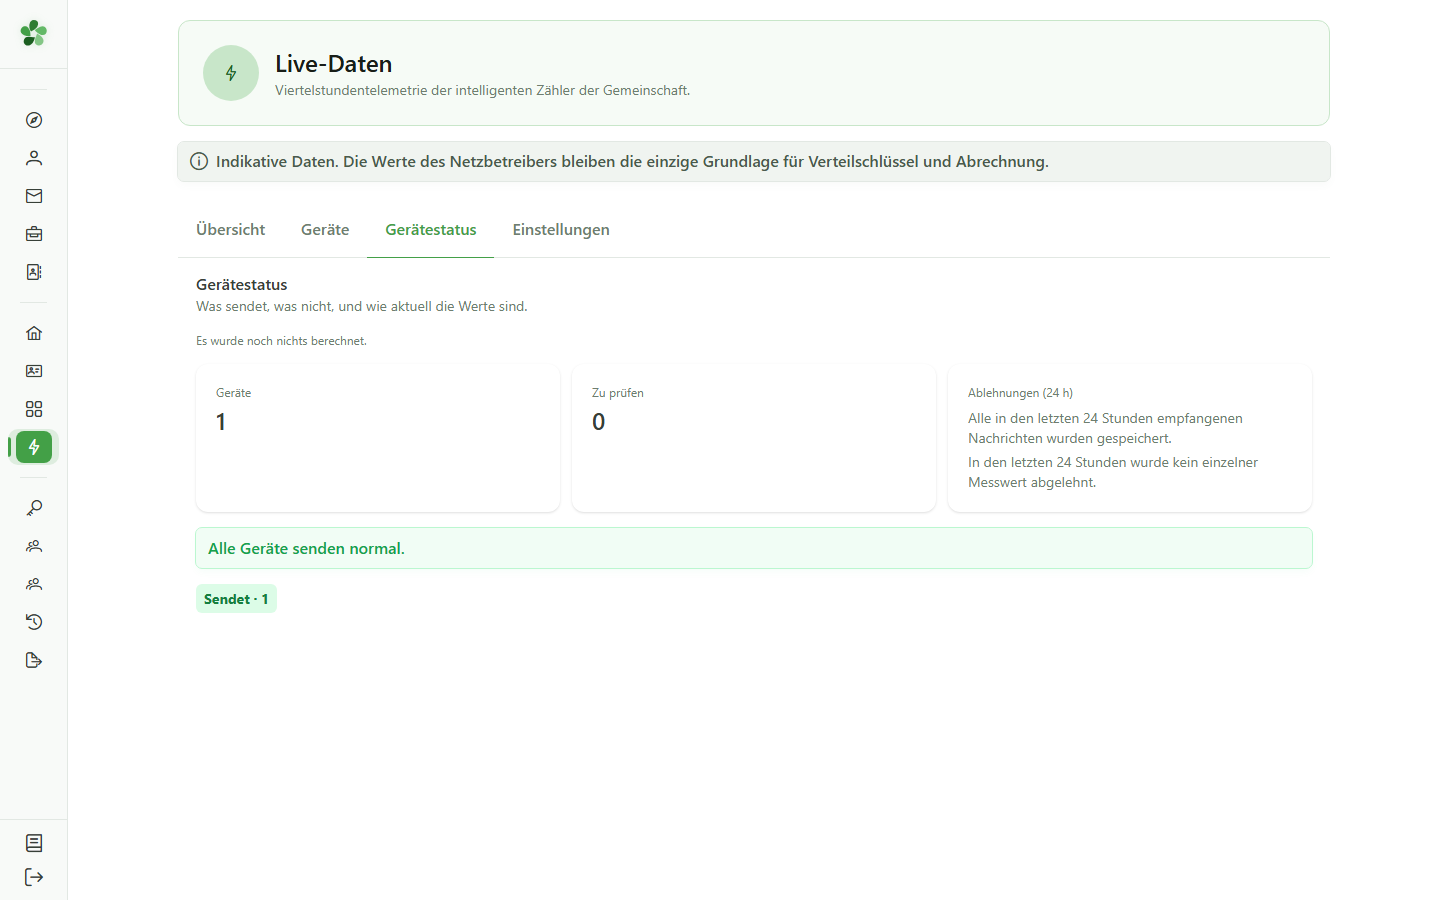 Live-Daten
Viertelstundentelemetrie der intelligenten Zähler der Gemeinschaft.
Indikative Daten. Die Werte des Netzbetreibers bleiben die einzige Grundlage für Verteilschlüssel und Abrechnung.
Übersicht
Geräte
Gerätestatus
Einstellungen
Gerätestatus
Was sendet, was nicht, und wie aktuell die Werte sind.
Es wurde noch nichts berechnet.
Geräte
1
Zu prüfen
0
Ablehnungen (24 h)
Alle in den letzten 24 Stunden empfangenen
Nachrichten wurden gespeichert.
In den letzten 24 Stunden wurde kein einzelner
Messwert abgelehnt.
Alle Geräte senden normal.
Sendet · 1